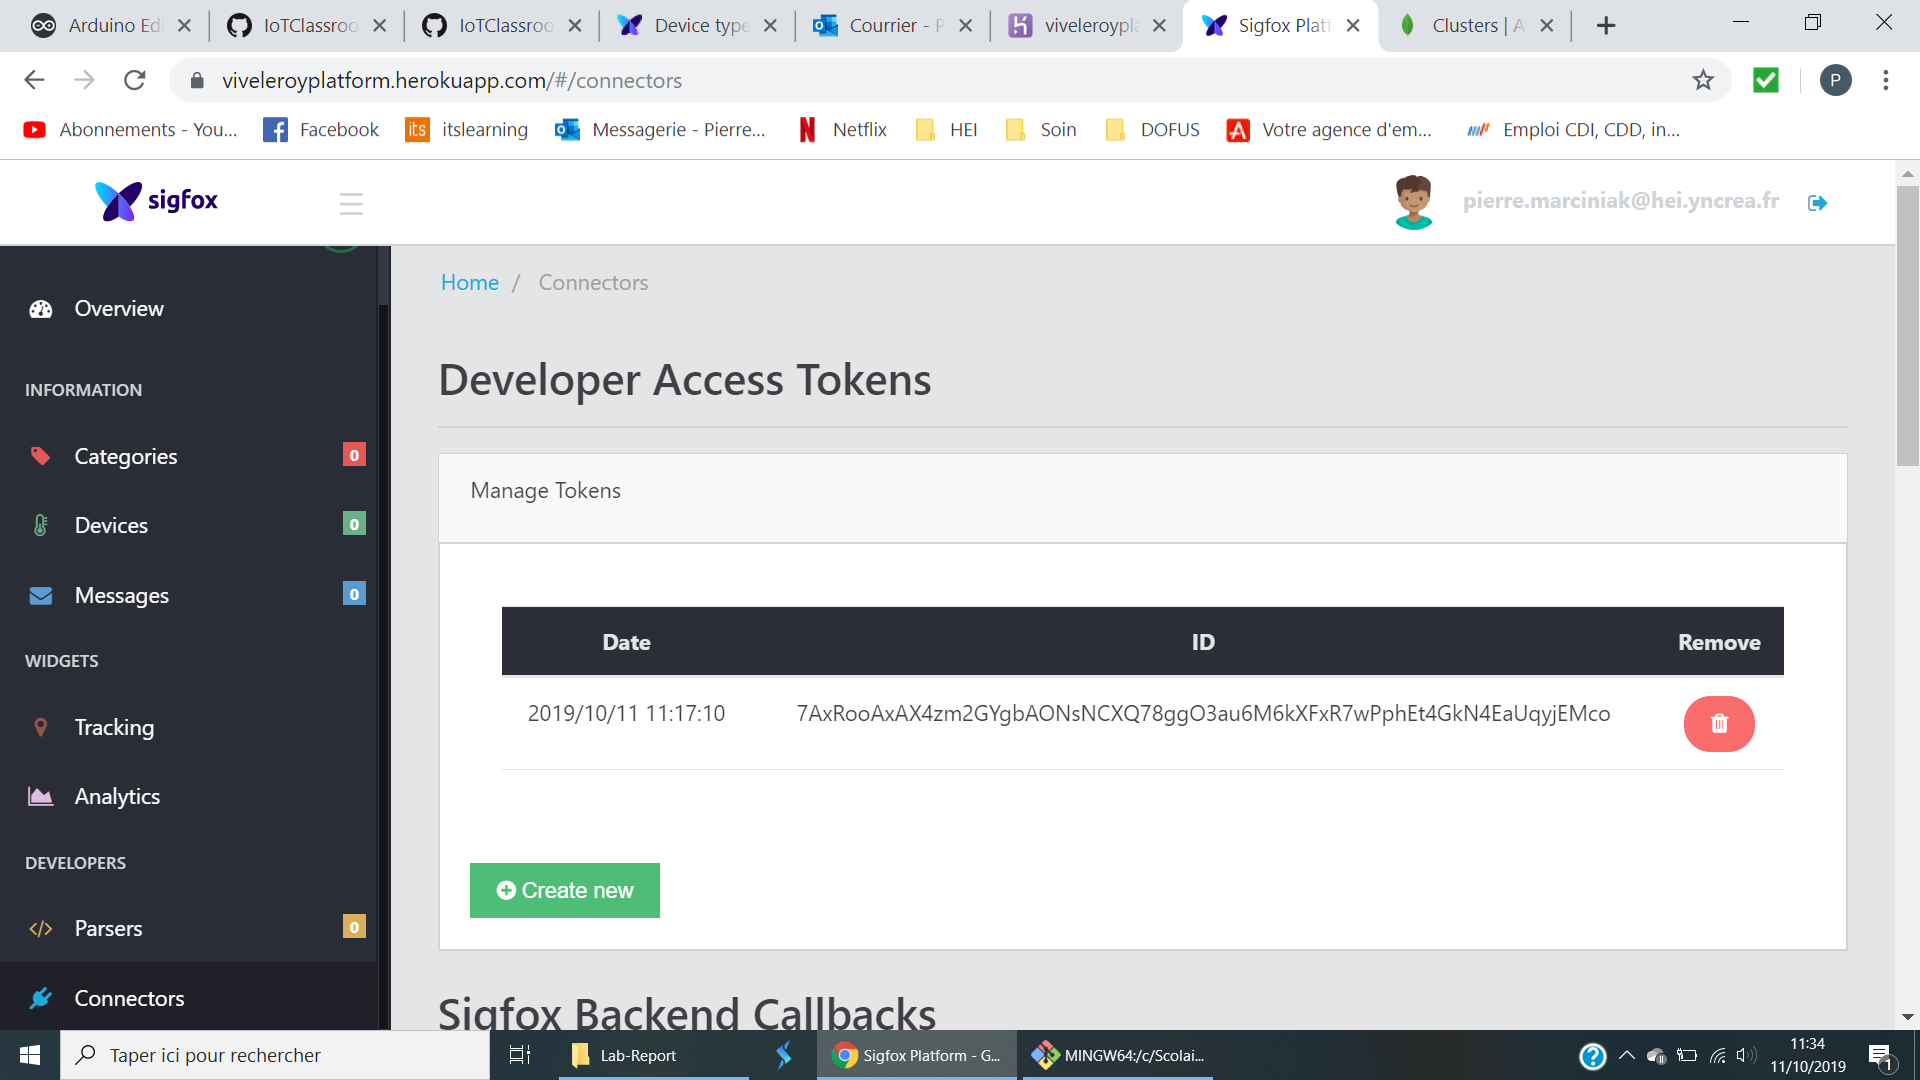 Arduino Edi
IoTClassroo
IoTClassroo
Device type
Courrier - P
viveleroypla
Sigfox Platf
Clusters | A
viveleroyplatform.herokuapp.com/#/connectors
P
Abonnements - You...
Facebook
its
itslearning
Messagerie - Pierre...
Netflix
HEI
Soin
DOFUS
Votre agence d'em...
Emploi CDI, CDD, in...
sigfox
pierre.marciniak@hei.yncrea.fr
Overview
INFORMATION
Categories 0
Devices 0
Messages 0
WIDGETS
Tracking
Analytics
DEVELOPERS
Parsers 0
Connectors
Home / Connectors
Developer Access Tokens
Manage Tokens
Date ID Remove
2019/10/11 11:17:10 7AxRooAxAX4zm2GYgbAONsNCXQ78ggO3au6M6kXFxR7wPphEt4GkN4EaUqyjEMco
Create new
Sigfox Backend Callbacks
Taper ici pour rechercher
Lab-Report
Sigfox Platform - G...
MINGW64:/c/Scolai...
11:34
11/10/2019
1